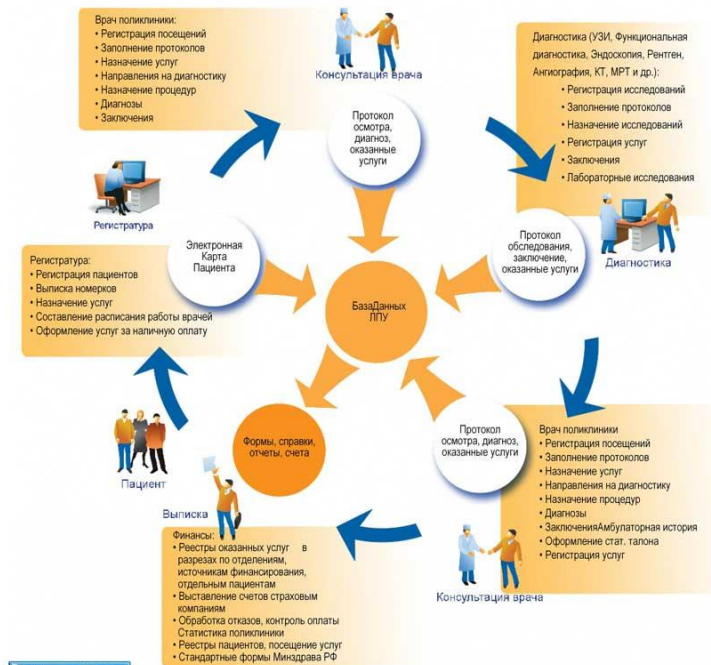 Врач поликлиники:
• Регистрация посещений
• Заполнение протоколов
• Назначение услуг
• Направления на диагностику
• Назначение процедур
• Диагнозы
• Заключения
Консультация врача
Протокол
осмотра,
диагноз,
оказанные
услуги
Диагностика (УЗИ, Функциональная
диагностика, Эндоскопия, Рентген,
Ангиография, КТ, МРТ и др.):
• Регистрация исследований
• Заполнение протоколов
• Назначение исследований
• Регистрация услуг
• Заключения
• Лабораторные исследования
Диагностика
Протокол
обследования,
заключение,
оказанные услуги
Регистратура
Электронная
Карта
Пациента
Регистратура:
• Регистрация пациентов
• Выписка номерков
• Назначение услуг
• Составление расписания работы врачей
• Оформление услуг за наличную оплату
БазаДанных
ЛПУ
Пациент
Формы, справки,
отчеты, счета
Протокол
осмотра, диагноз,
оказанные услуги
Врач поликлиники
• Регистрация посещений
• Заполнение протоколов
• Назначение услуг
• Направления на диагностику
• Назначение процедур
• Диагнозы
• ЗаключенияАмбулаторная история
• Оформление стат. талона
• Регистрация услуг
Консультация врача
Выписка
Финансы:
• Реестры оказанных услуг в
разрезах по отделениям,
источникам финансирования,
отдельным пациентам
• Выставление счетов страховым
компаниям
• Обработка отказов, контроль оплаты
Статистика поликлиники
• Реестры пациентов, посещение услуг
• Стандартные формы Минздрава РФ